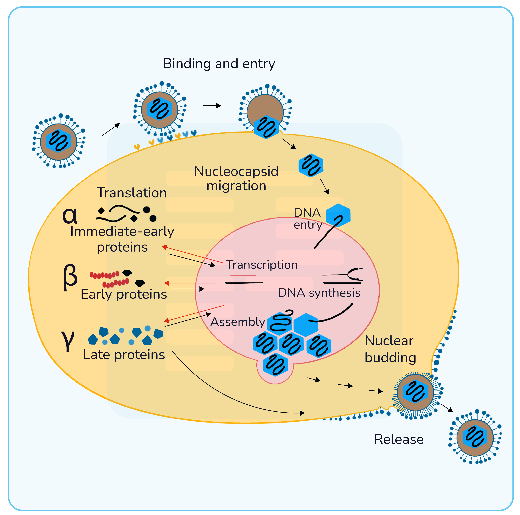 Binding and entry
Nucleocapsid
migration
Translation
α
Immediate-early
proteins
DNA
entry
Transcription
β
Early proteins
DNA synthesis
Assembly
γ
Late proteins
Nuclear
budding
Release